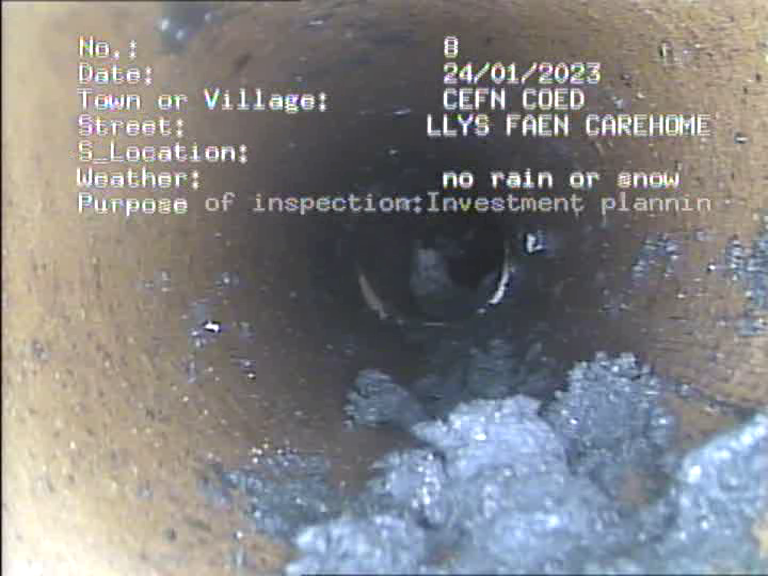 No.: 8
Date: 24/01/2023
Town or Village: CEFN COED
Street: LLYS FAEN CAREHOME
S_Location:
Weather: no rain or snow
Purpose of inspection:Investment plannin